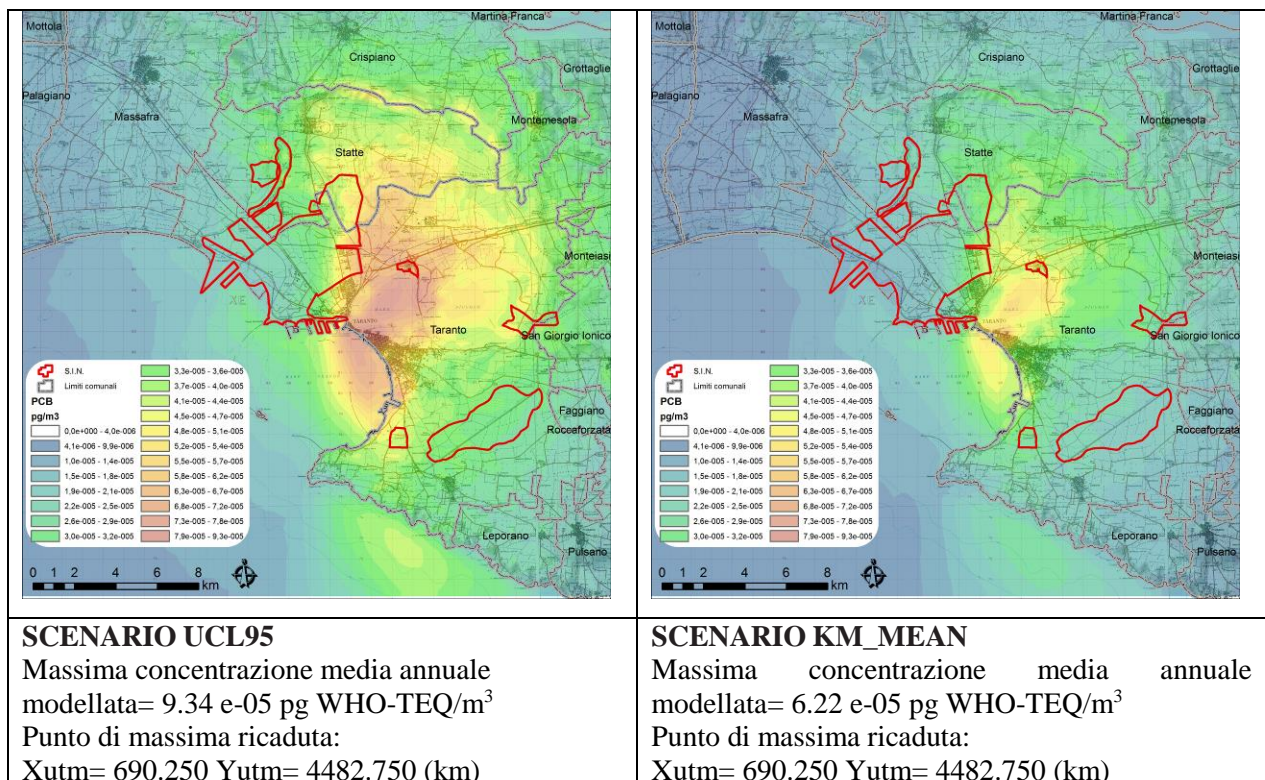 Martina Franca
Mottola
Crispiano
Grottaglie
Palagiano
Massafra
Montemesola
Statte
Monteiasi
TARANTO
Taranto
San Giorgio Ionico
Faggiano
Roccaforzata
Leporano
Pulsano
S.I.N.
Limiti comunali
PCB
pg/m3
0,0e+000 - 4,0e-006
4,1e-006 - 9,9e-006
1,0e-005 - 1,4e-005
1,5e-005 - 1,8e-005
1,9e-005 - 2,1e-005
2,2e-005 - 2,5e-005
2,6e-005 - 2,9e-005
3,0e-005 - 3,2e-005
3,3e-005 - 3,6e-005
3,7e-005 - 4,0e-005
4,1e-005 - 4,4e-005
4,5e-005 - 4,7e-005
4,8e-005 - 5,1e-005
5,2e-005 - 5,4e-005
5,5e-005 - 5,7e-005
5,8e-005 - 6,2e-005
6,3e-005 - 6,7e-005
6,8e-005 - 7,2e-005
7,3e-005 - 7,8e-005
7,9e-005 - 9,3e-005
0 1 2 4 6 8
km
Martina Franca
Mottola
Crispiano
Grottaglie
Palagiano
Massafra
Montemesola
Statte
Monteiasi
TARANTO
Taranto
San Giorgio Ionico
Faggiano
Roccaforzata
Leporano
Pulsano
S.I.N.
Limiti comunali
PCB
pg/m3
0,0e+000 - 4,0e-006
4,1e-006 - 9,9e-006
1,0e-005 - 1,4e-005
1,5e-005 - 1,8e-005
1,9e-005 - 2,1e-005
2,2e-005 - 2,5e-005
2,6e-005 - 2,9e-005
3,0e-005 - 3,2e-005
3,3e-005 - 3,6e-005
3,7e-005 - 4,0e-005
4,1e-005 - 4,4e-005
4,5e-005 - 4,7e-005
4,8e-005 - 5,1e-005
5,2e-005 - 5,4e-005
5,5e-005 - 5,7e-005
5,8e-005 - 6,2e-005
6,3e-005 - 6,7e-005
6,8e-005 - 7,2e-005
7,3e-005 - 7,8e-005
7,9e-005 - 9,3e-005
0 1 2 4 6 8
km
SCENARIO UCL95
Massima concentrazione media annuale
modellata= 9.34 e-05 pg WHO-TEQ/m³
Punto di massima ricaduta:
Xutm= 690.250 Yutm= 4482.750 (km)
SCENARIO KM_MEAN
Massima concentrazione media annuale
modellata= 6.22 e-05 pg WHO-TEQ/m³
Punto di massima ricaduta:
Xutm= 690.250 Yutm= 4482.750 (km)